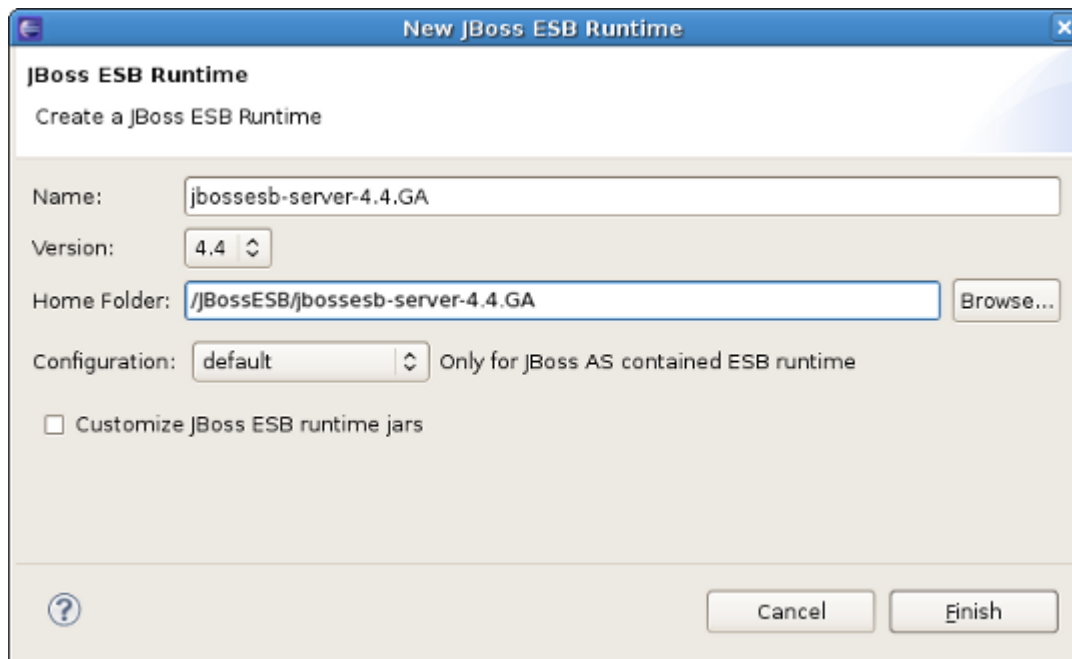 New JBoss ESB Runtime
JBoss ESB Runtime
Create a JBoss ESB Runtime
Name: jbossesb-server-4.4.GA
Version: 4.4
Home Folder: /JBossESB/jbossesb-server-4.4.GA Browse...
Configuration: default Only for JBoss AS contained ESB runtime
Customize JBoss ESB runtime jars
? Cancel Finish